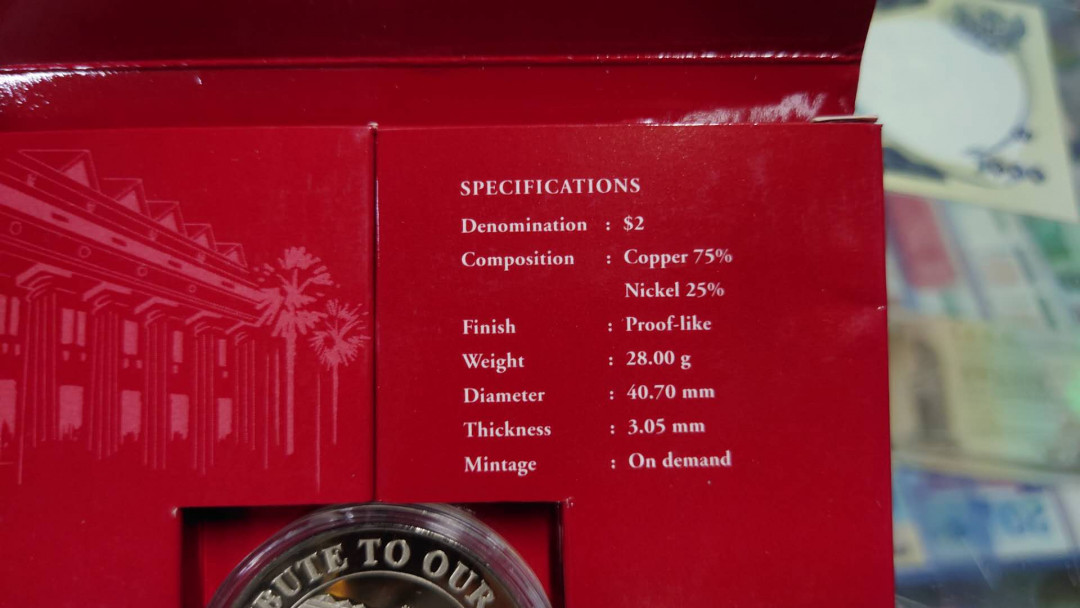 SPECIFICATIONS
Denomination : $2
Composition : Copper 75%
Nickel 25%
Finish : Proof-like
Weight : 28.00 g
Diameter : 40.70 mm
Thickness : 3.05 mm
Mintage : On demand
BUTE TO OUR